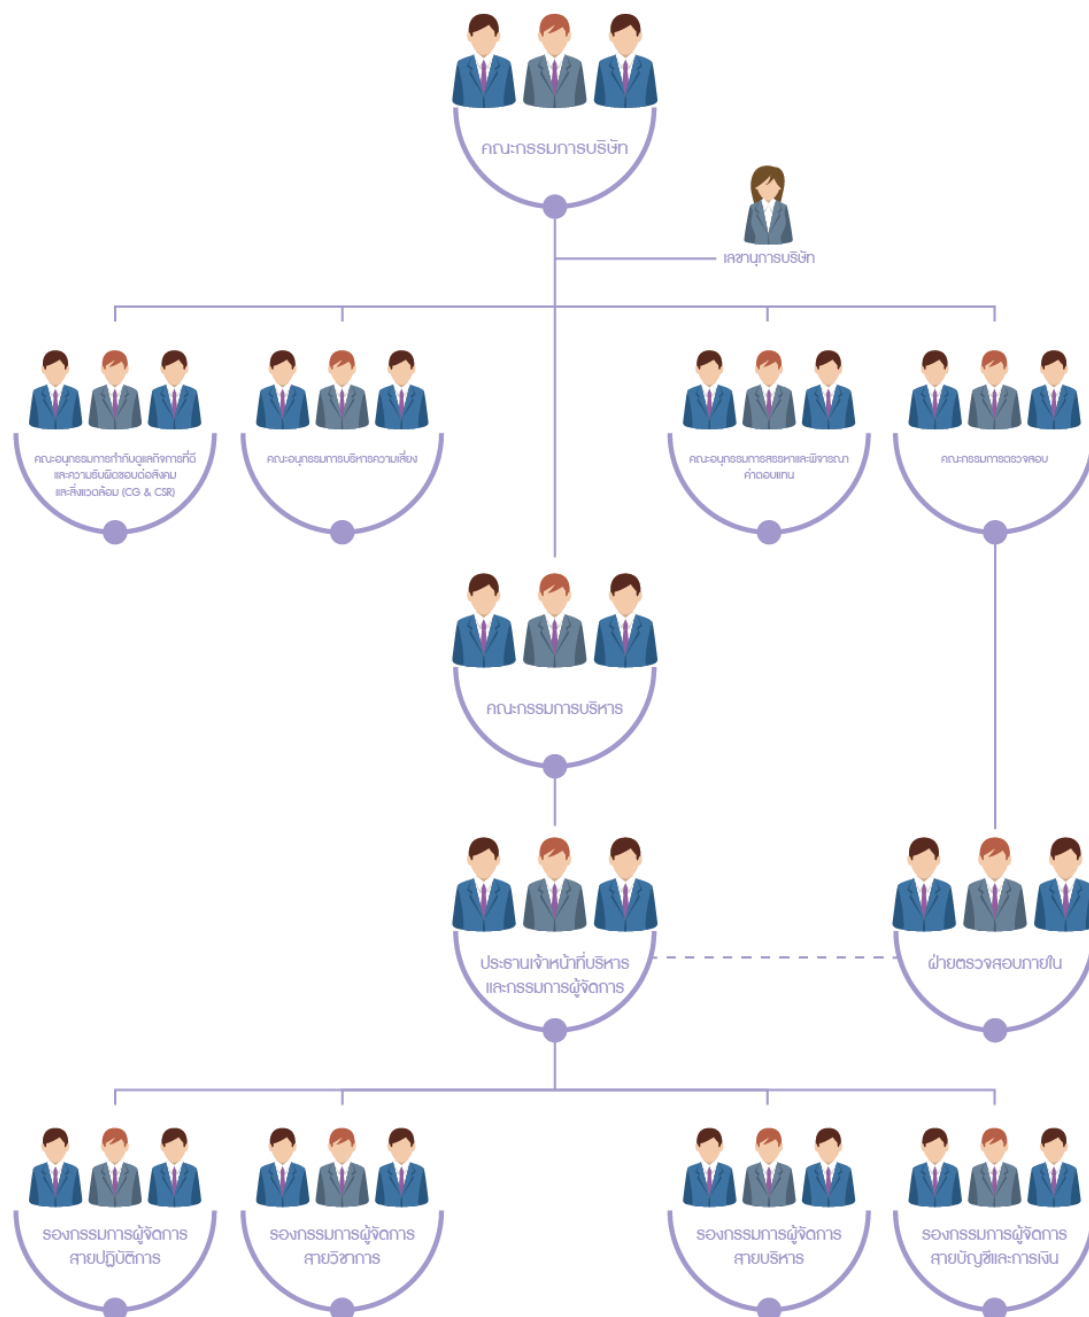 คณะกรรมการบริษัท
เลขานุการบริษัท
คณะอนุกรรมการกำกับดูแลกิจการที่ดี
และความรับผิดชอบต่อสังคม
และสิ่งแวดล้อม (CG & CSR)
คณะอนุกรรมการบริหารความเสี่ยง
คณะอนุกรรมการสรรหาและพิจารณา
ค่าตอบแทน
คณะกรรมการตรวจสอบ
คณะกรรมการบริหาร
ประธานเจ้าหน้าที่บริหาร
และกรรมการผู้จัดการ
ฝ่ายตรวจสอบภายใน
รองกรรมการผู้จัดการ
สายปฏิบัติการ
รองกรรมการผู้จัดการ
สายวิชาการ
รองกรรมการผู้จัดการ
สายบริหาร
รองกรรมการผู้จัดการ
สายบัญชีและการเงิน